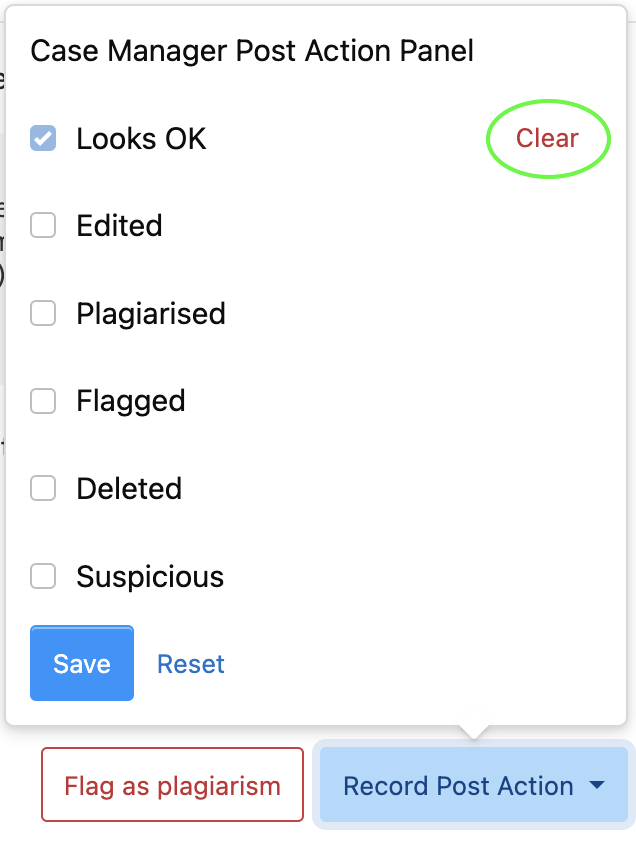 Case Manager Post Action Panel
Looks OK
Clear
Edited
Plagiarised
Flagged
Deleted
Suspicious
Save
Reset
Flag as plagiarism
Record Post Action